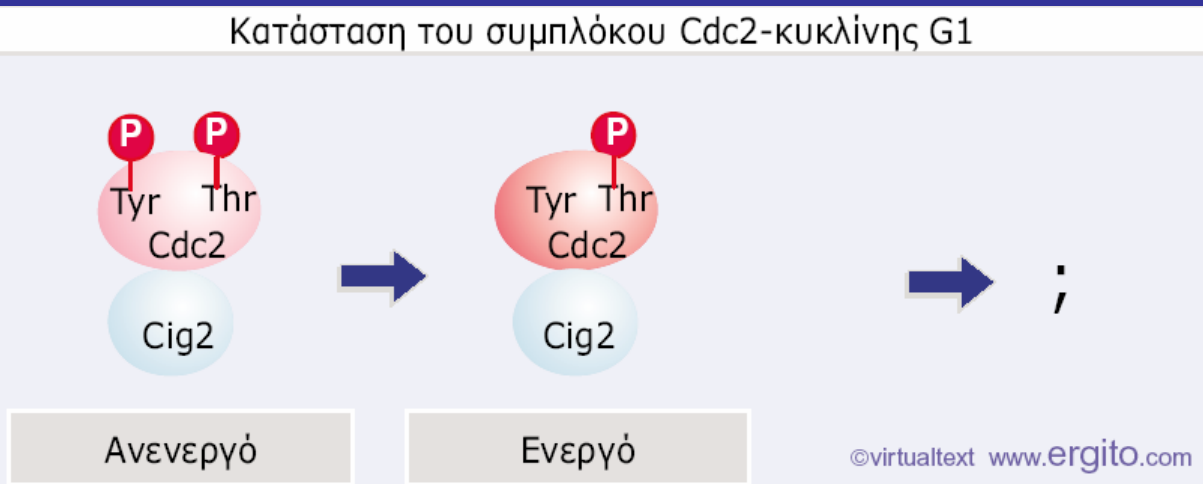 Κατάσταση του συμπλόκου Cdc2-κυκλίνης G1
P P P
Tyr Thr Tyr Thr
Cdc2 Cdc2
;
Cig2 Cig2
Ανενεργό Ενεργό
©virtualtext www.ergito.com